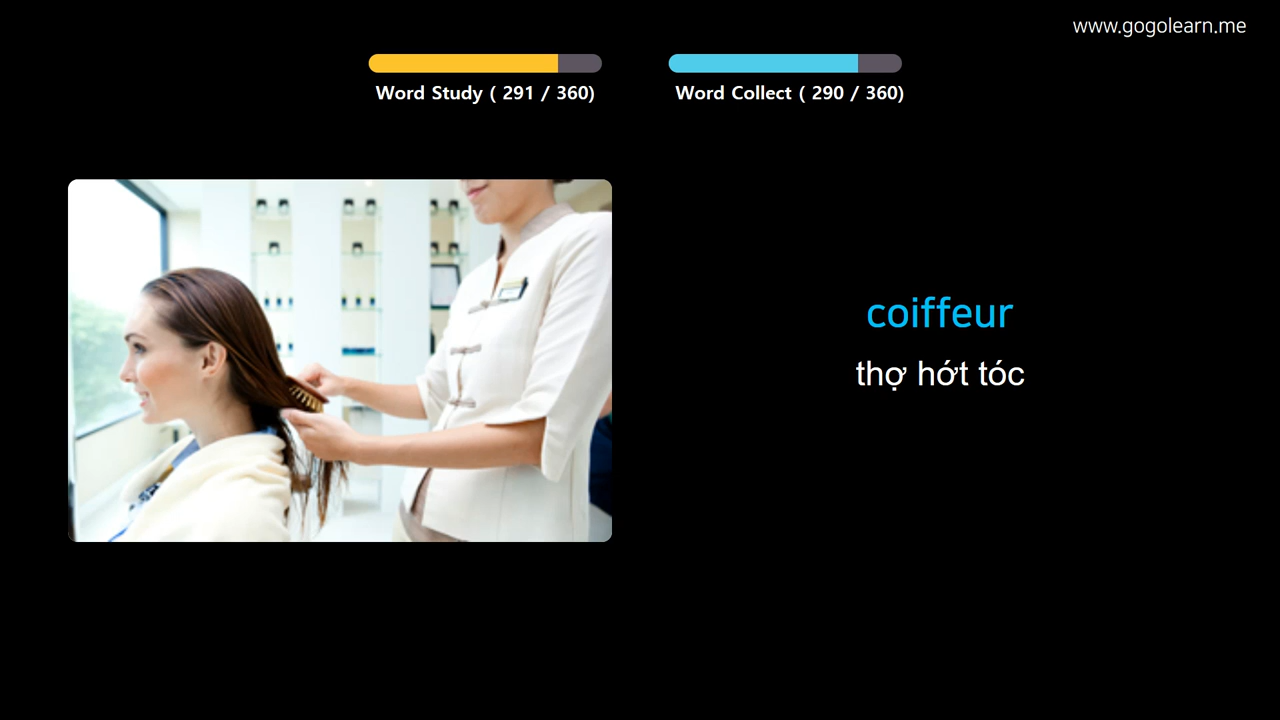 www.gogolearn.me
Word Study ( 291 / 360)
Word Collect ( 290 / 360)
coiffeur
thợ hớt tóc